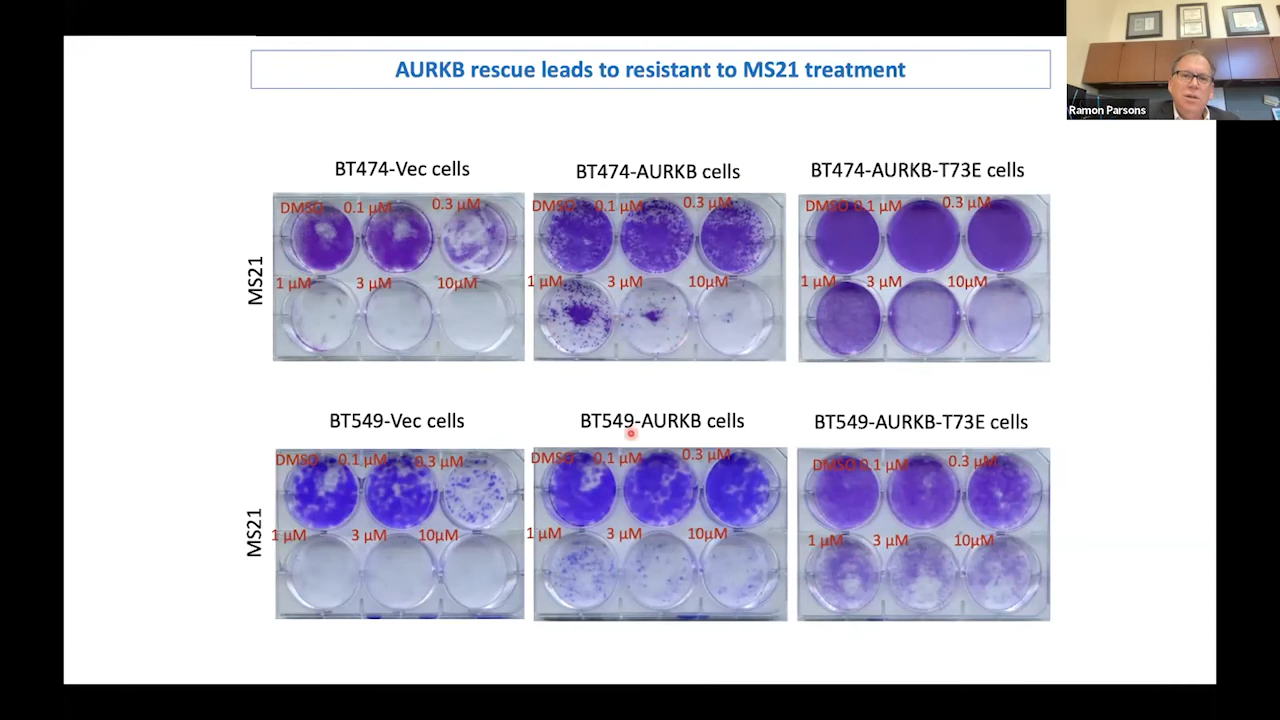 AURKB rescue leads to resistant to MS21 treatment
Ramon Parsons
BT474-Vec cells
BT474-AURKB cells
BT474-AURKB-T73E cells
MS21
DMSO 0.1 µM 0.3 µM
1 µM 3 µM 10µM
DMSO 0.1 µM 0.3 µM
1 µM 3 µM 10µM
DMSO 0.1 µM 0.3 µM
1 µM 3 µM 10µM
BT549-Vec cells
BT549-AURKB cells
BT549-AURKB-T73E cells
MS21
DMSO 0.1 µM 0.3 µM
1 µM 3 µM 10µM
DMSO 0.1 µM 0.3 µM
1 µM 3 µM 10µM
DMSO 0.1 µM 0.3 µM
1 µM 3 µM 10µM